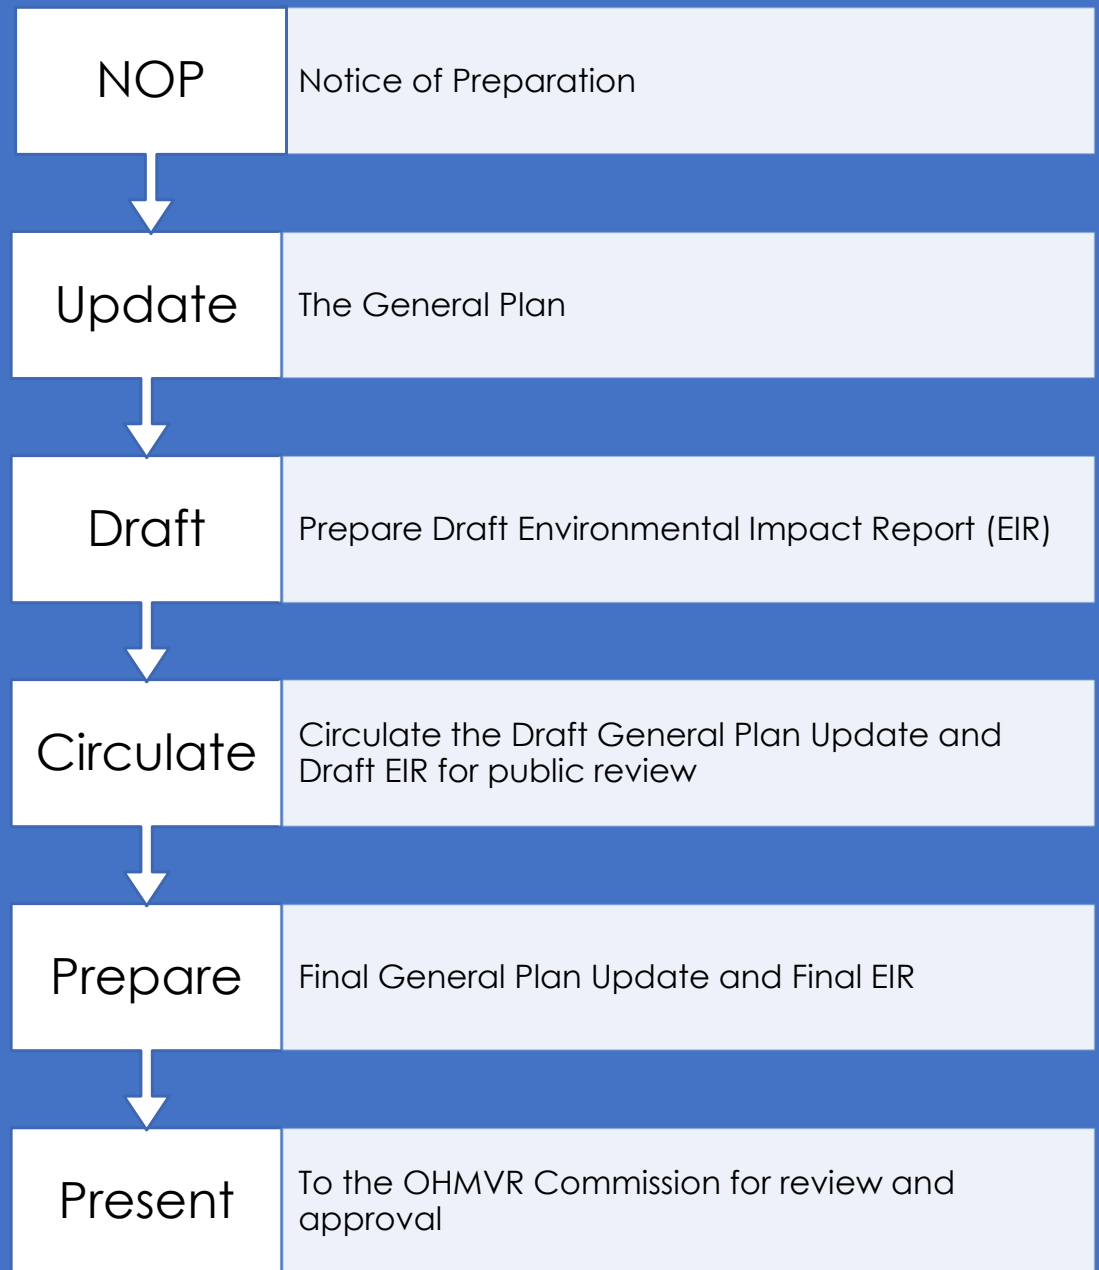 NOP
Notice of Preparation
Update
The General Plan
Draft
Prepare Draft Environmental Impact Report (EIR)
Circulate
Circulate the Draft General Plan Update and
Draft EIR for public review
Prepare
Final General Plan Update and Final EIR
Present
To the OHMVR Commission for review and
approval